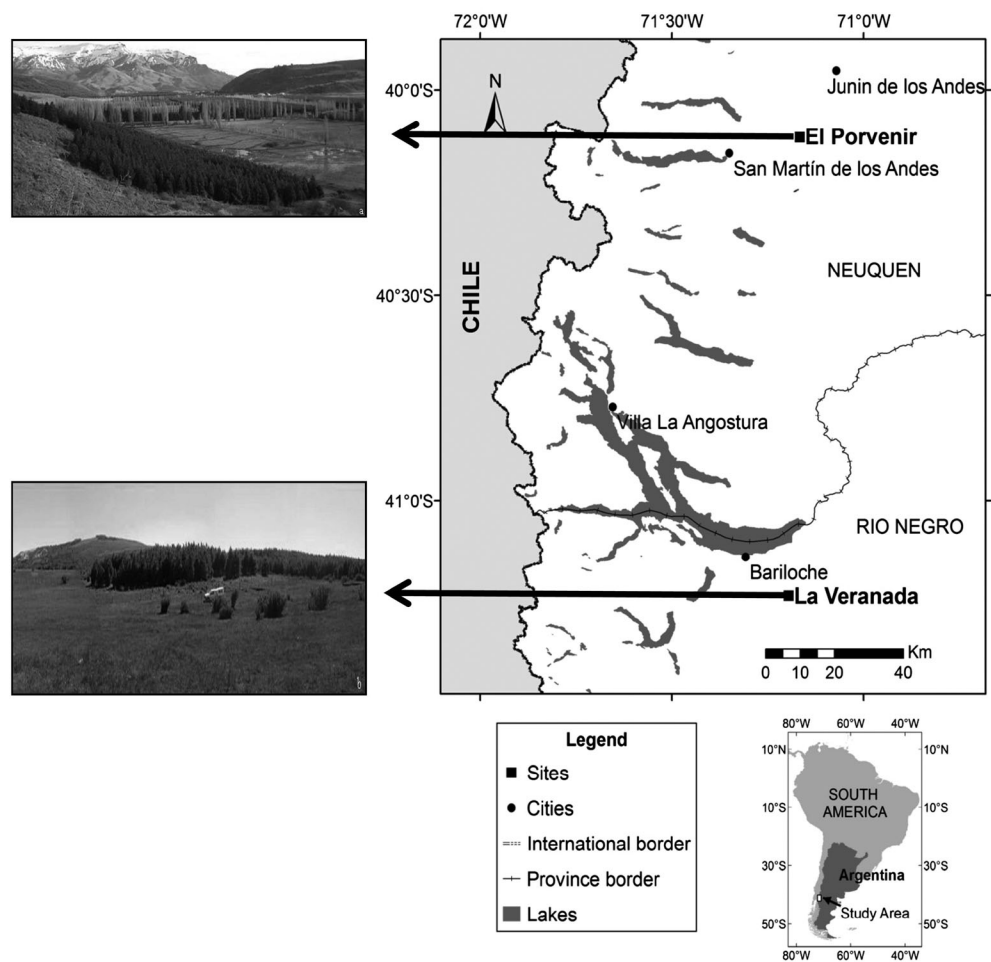 72°0'W
71°30'W
71°0'W
40°0'S
N
Junin de los Andes
El Porvenir
San Martín de los Andes
a
CHILE
NEUQUEN
40°30'S
Villa La Angostura
41°0'S
RIO NEGRO
Bariloche
La Veranada
Km
0 10 20 40
b
Legend
Sites
Cities
International border
Province border
Lakes
80°W 60°W 40°W
10°N 10°N
SOUTH
AMERICA
10°S 10°S
30°S 30°S
Argentina
Study Area
50°S 50°S
80°W 60°W 40°W